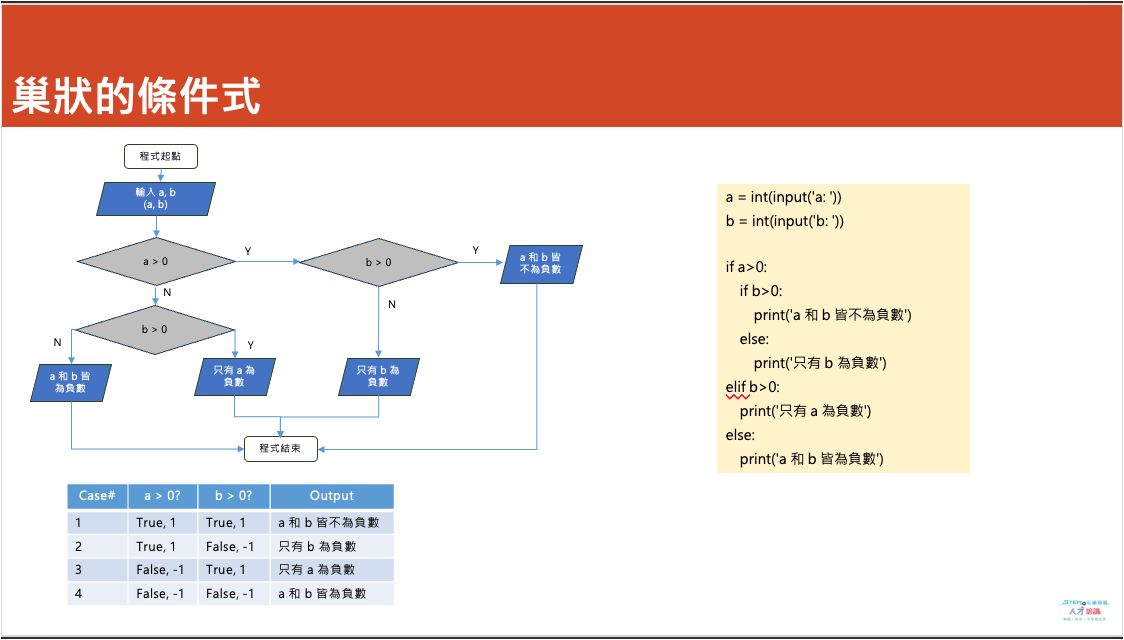 巢狀的條件式
程式起點
輸入 a, b
(a, b)
a > 0
Y
b > 0
Y
a 和 b 皆
不為負數
N
N
b > 0
N
Y
a 和 b 皆
為負數
只有 a 為
負數
只有 b 為
負數
程式結束
a = int(input('a: '))
b = int(input('b: '))
if a>0:
if b>0:
print('a 和 b 皆不為負數')
else:
print('只有 b 為負數')
elif b>0:
print('只有 a 為負數')
else:
print('a 和 b 皆為負數')
Case# a > 0? b > 0? Output
1 True, 1 True, 1 a 和 b 皆不為負數
2 True, 1 False, -1 只有 b 為負數
3 False, -1 True, 1 只有 a 為負數
4 False, -1 False, -1 a 和 b 皆為負數
人才